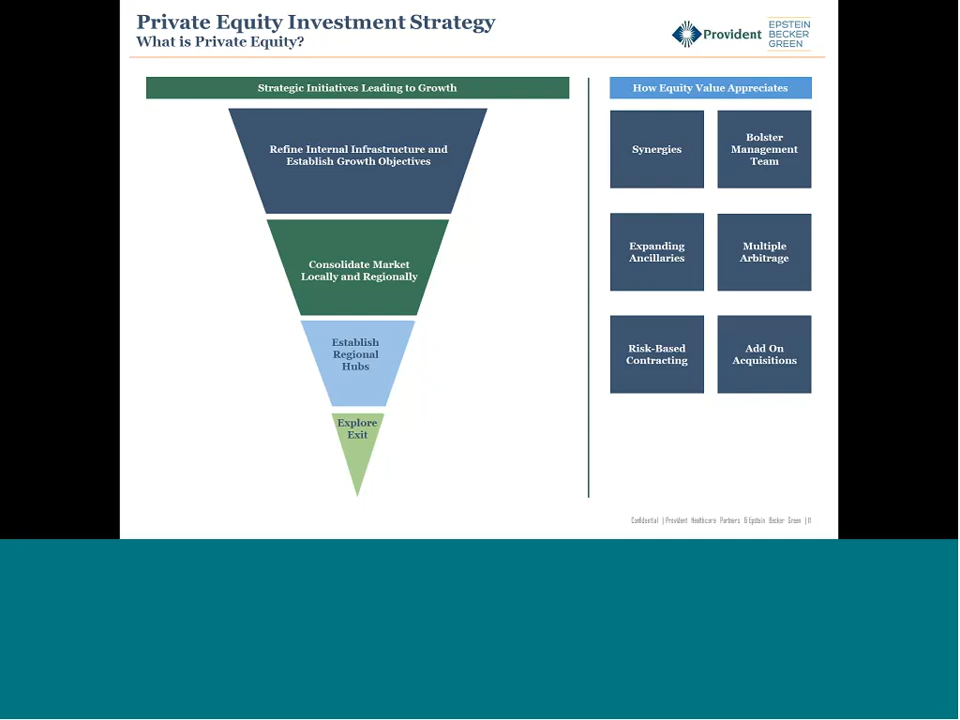 Private Equity Investment Strategy
What is Private Equity?
Provident
EPSTEIN
BECKER
GREEN
Strategic Initiatives Leading to Growth
Refine Internal Infrastructure and
Establish Growth Objectives
Consolidate Market
Locally and Regionally
Establish
Regional
Hubs
Explore
Exit
How Equity Value Appreciates
Synergies
Bolster
Management
Team
Expanding
Ancillaries
Multiple
Arbitrage
Risk-Based
Contracting
Add On
Acquisitions
Confidential | Provident Healthcare Partners & Epstein Becker Green |